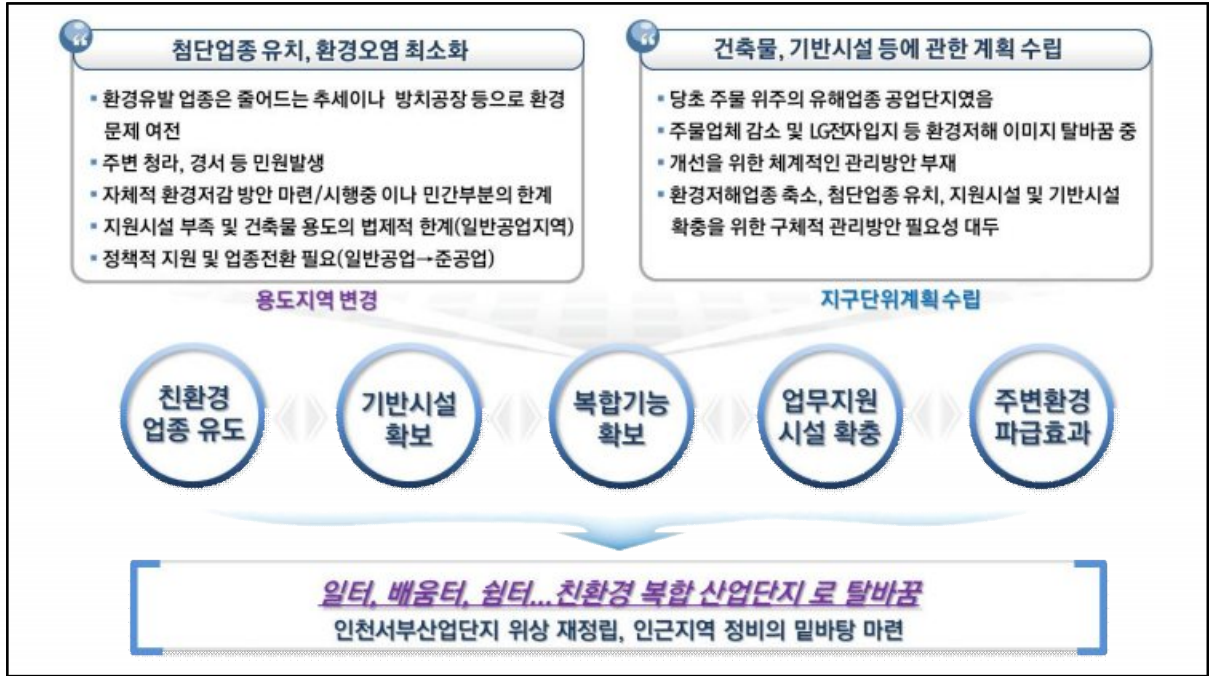 첨단업종 유치, 환경오염 최소화
▪ 환경유발 업종은 줄어드는 추세이나 방치공장 등으로 환경
문제 여전
▪ 주변 청라, 경서 등 민원발생
▪ 자체적 환경저감 방안 마련/시행중 이나 민간부분의 한계
▪ 지원시설 부족 및 건축물 용도의 법제적 한계(일반공업지역)
▪ 정책적 지원 및 업종전환 필요(일반공업→준공업)
용도지역 변경
건축물, 기반시설 등에 관한 계획 수립
▪ 당초 주물 위주의 유해업종 공업단지였음
▪ 주물업체 감소 및 LG전자입지 등 환경저해 이미지 탈바꿈 중
▪ 개선을 위한 체계적인 관리방안 부재
▪ 환경저해업종 축소, 첨단업종 유치, 지원시설 및 기반시설
확충을 위한 구체적 관리방안 필요성 대두
지구단위계획 수립
친환경
업종 유도
기반시설
확보
복합기능
확보
업무지원
시설 확충
주변환경
파급효과
일터, 배움터, 쉼터...친환경 복합 산업단지 로 탈바꿈
인천서부산업단지 위상 재정립, 인근지역 정비의 밑바탕 마련